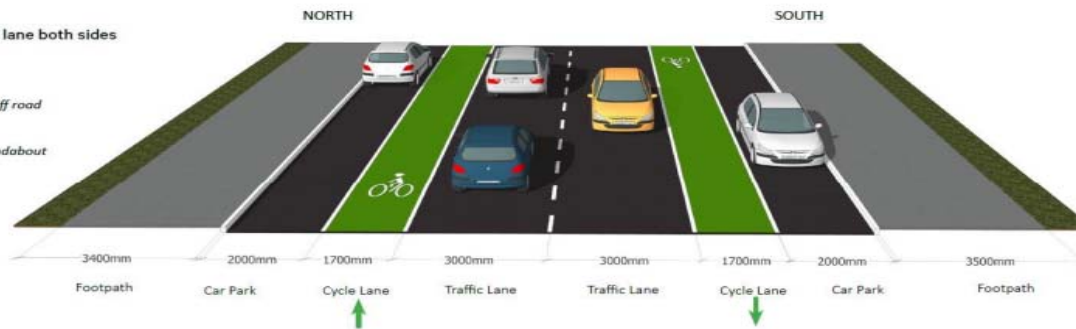 NORTH
SOUTH
lane both sides
road
3400mm
2000mm
1700mm
3000mm
3000mm
1700mm
2000mm
3500mm
Footpath
Car Park
Cycle Lane
Traffic Lane
Traffic Lane
Cycle Lane
Car Park
Footpath